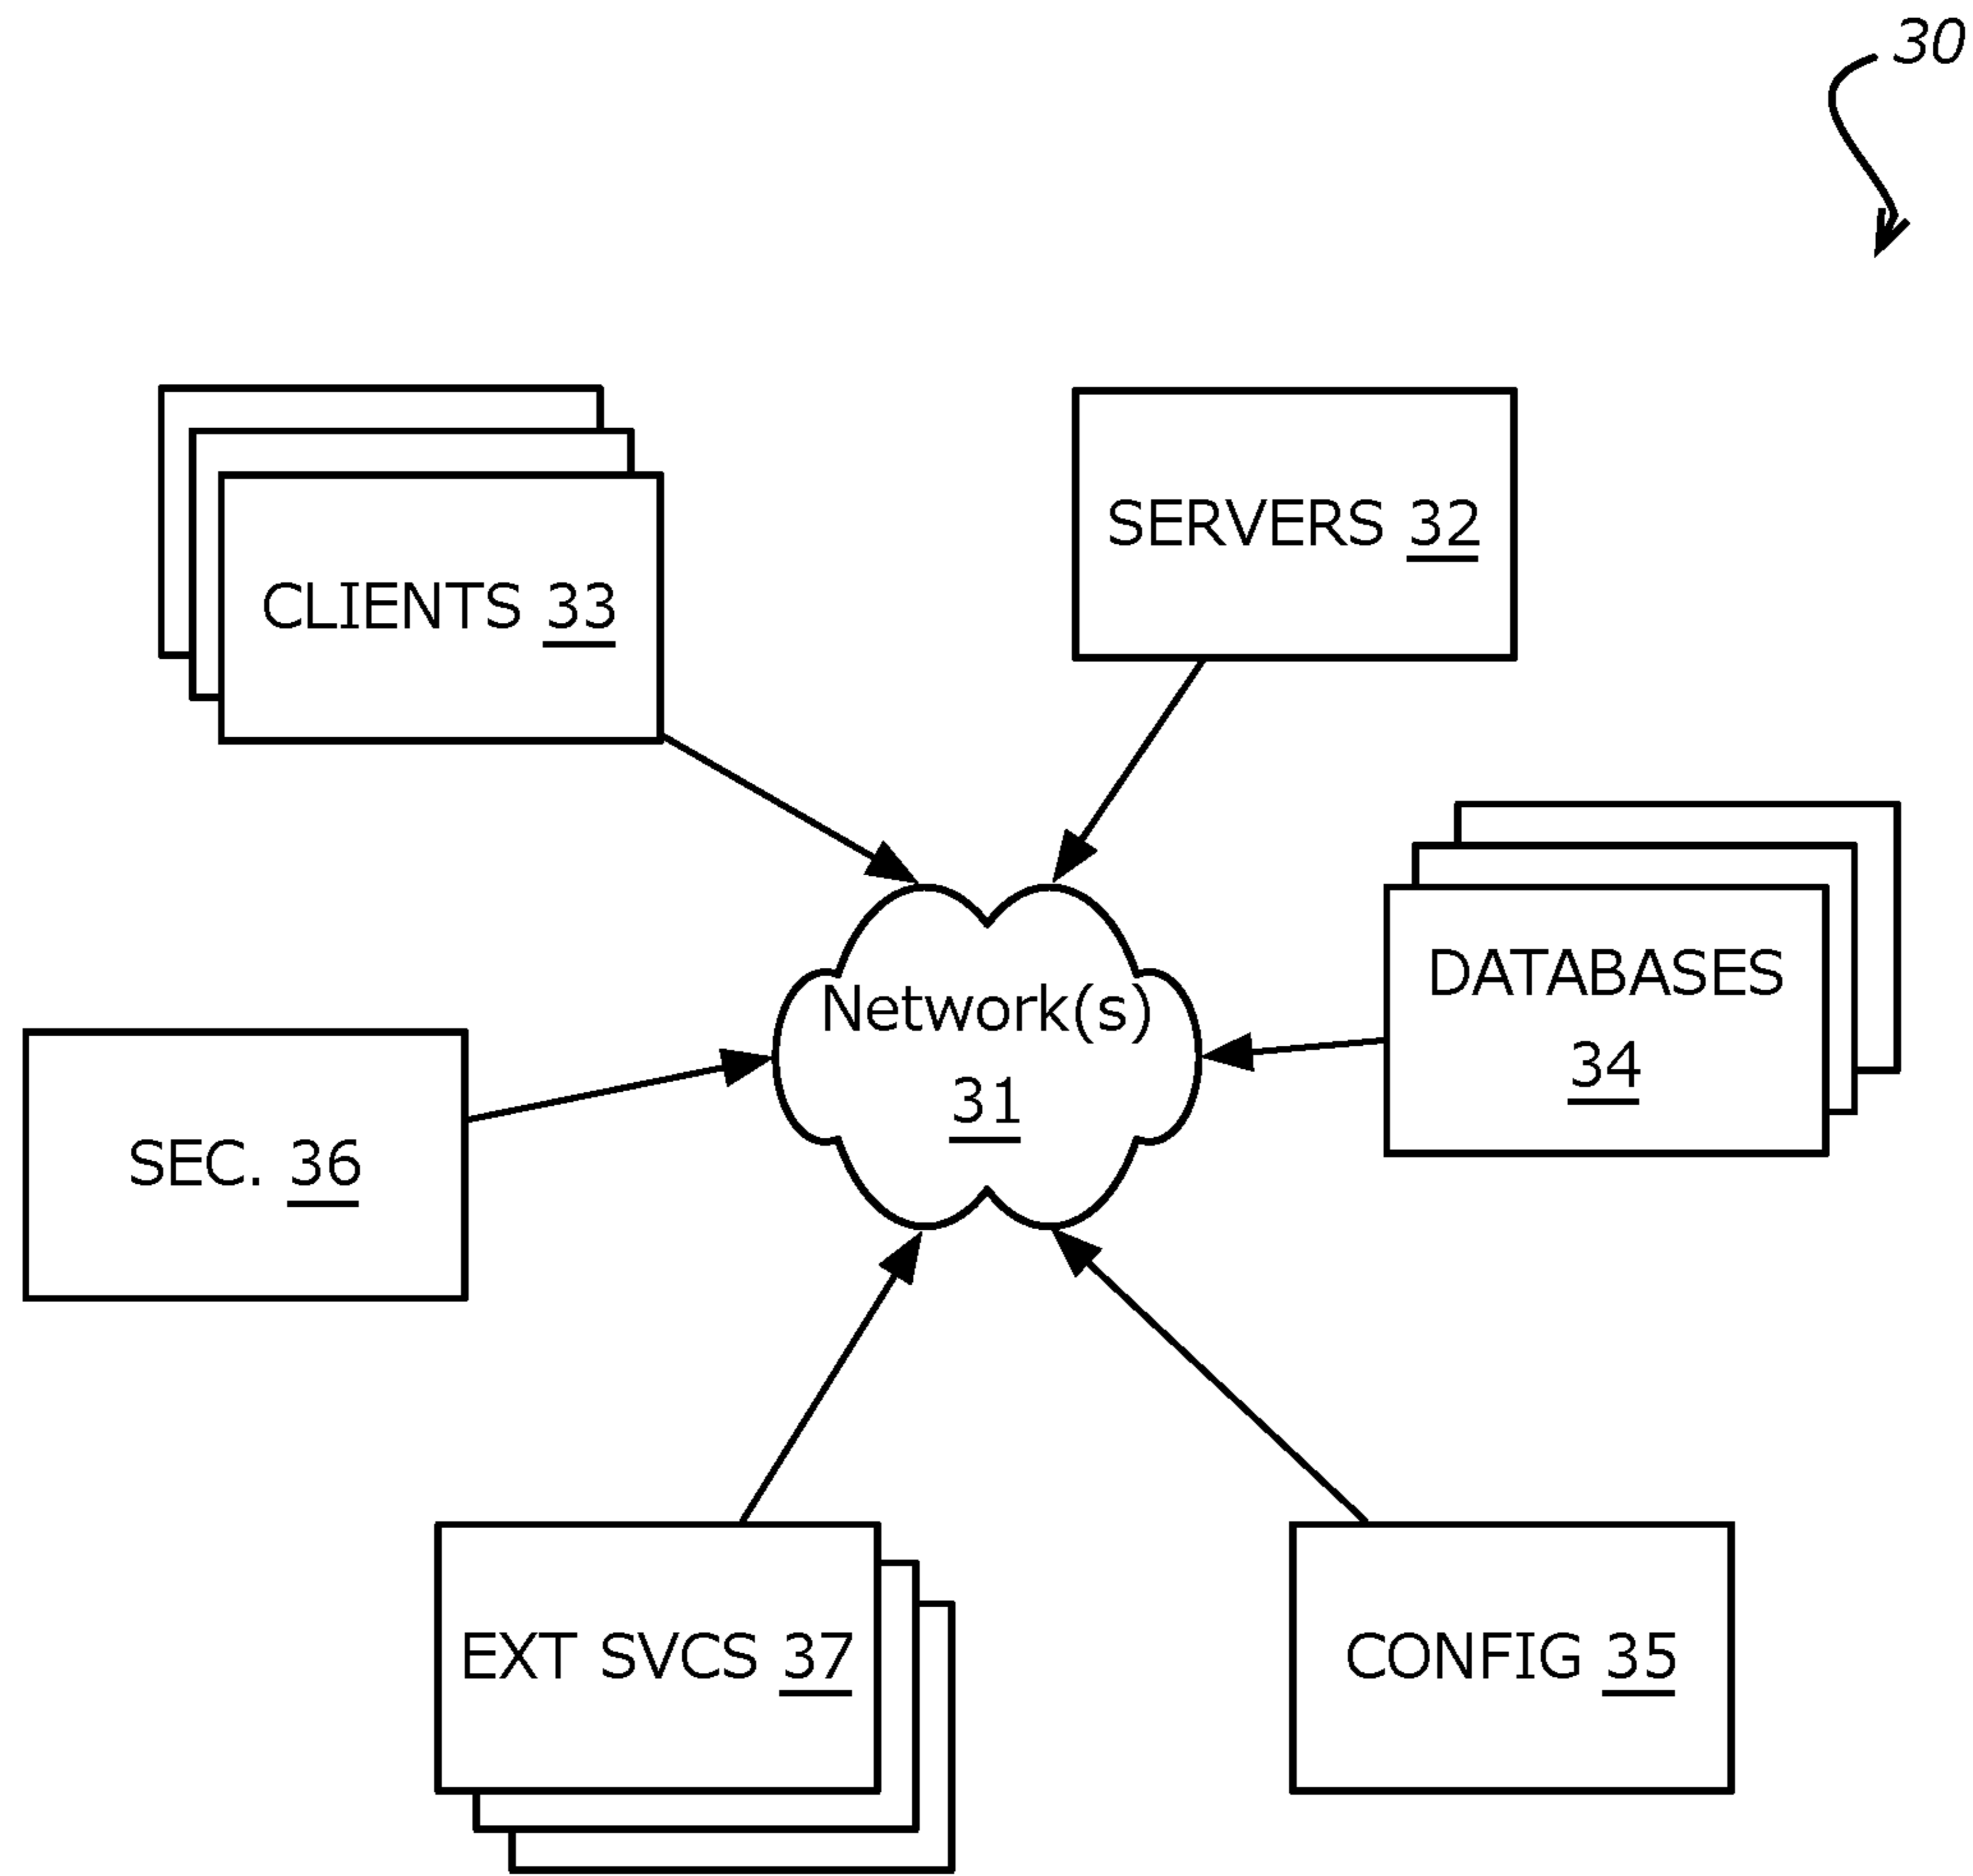 30
SERVERS 32
CLIENTS 33
DATABASES
34
Network(s)
31
SEC. 36
EXT SVCS 37
CONFIG 35